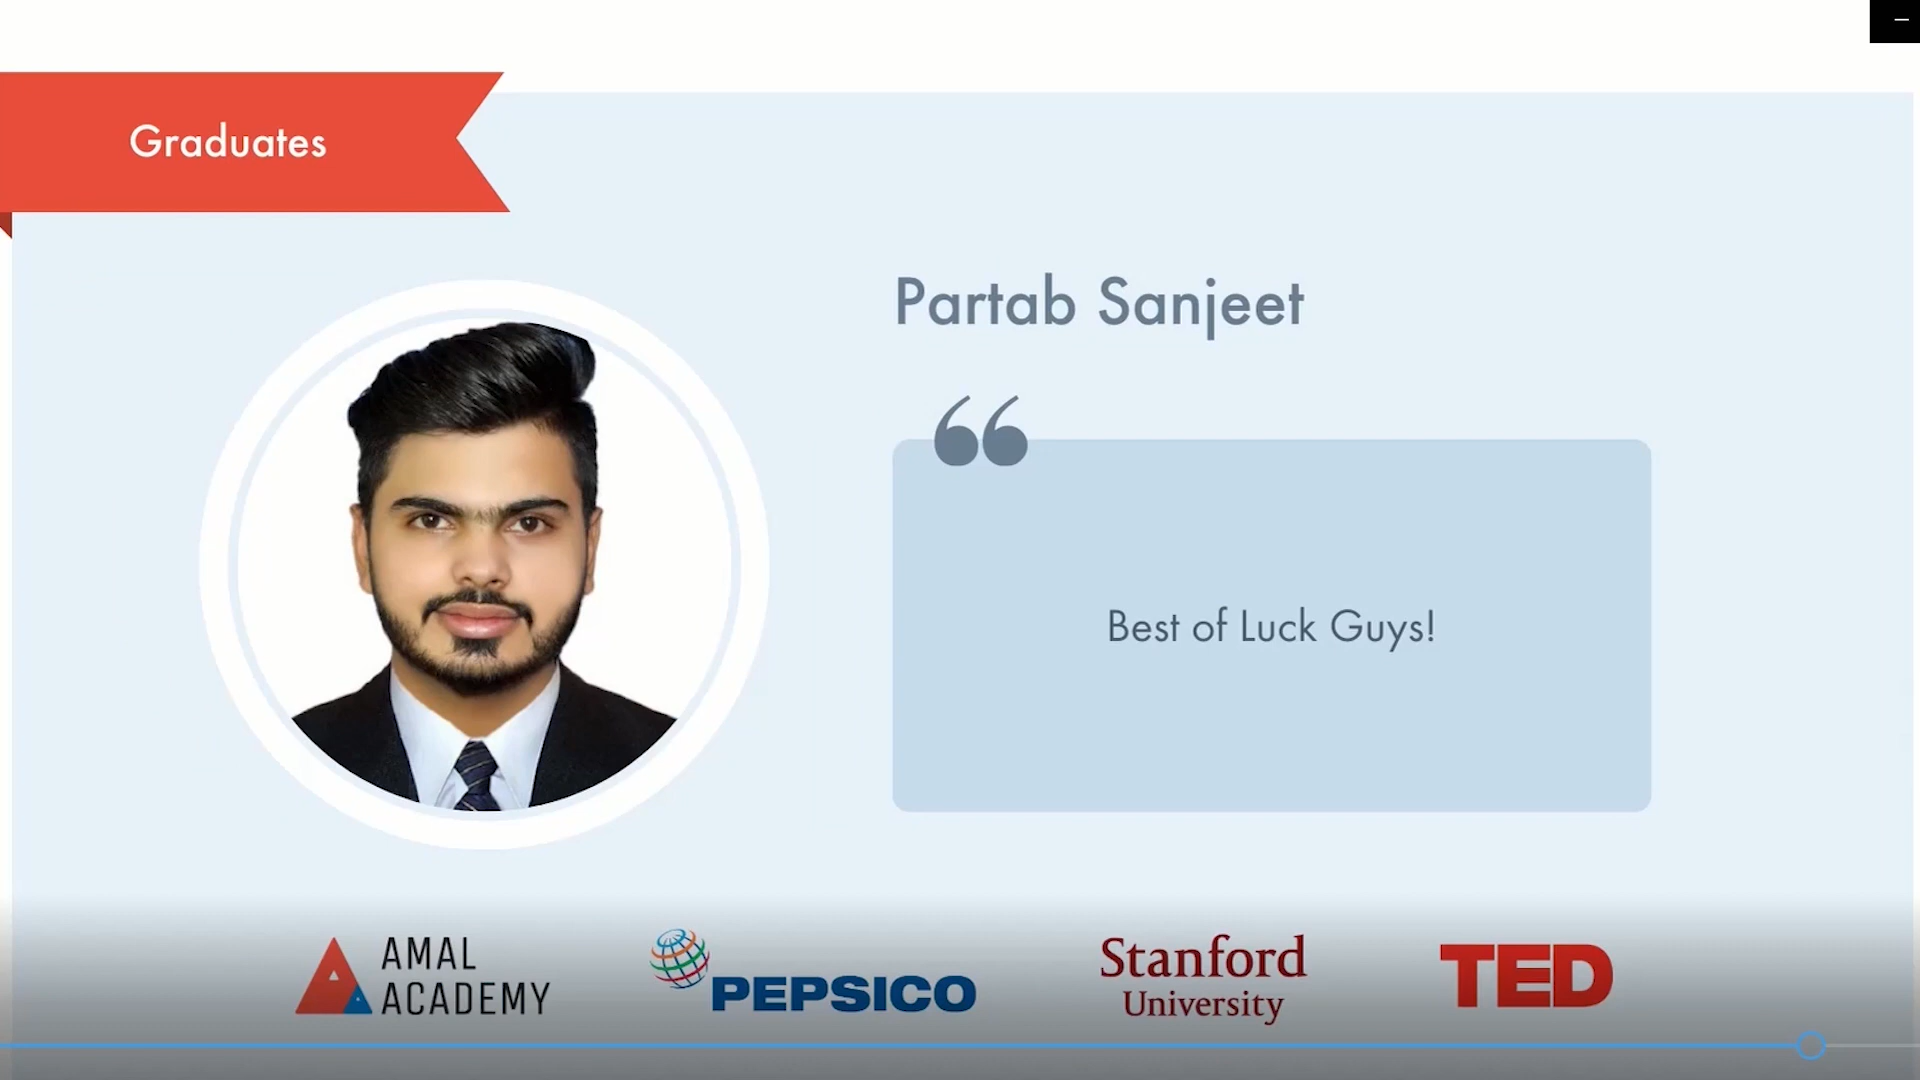 Graduates
Partab Sanjeet
“
Best of Luck Guys!
AMAL
ACADEMY
PEPSICO
Stanford
University
TED